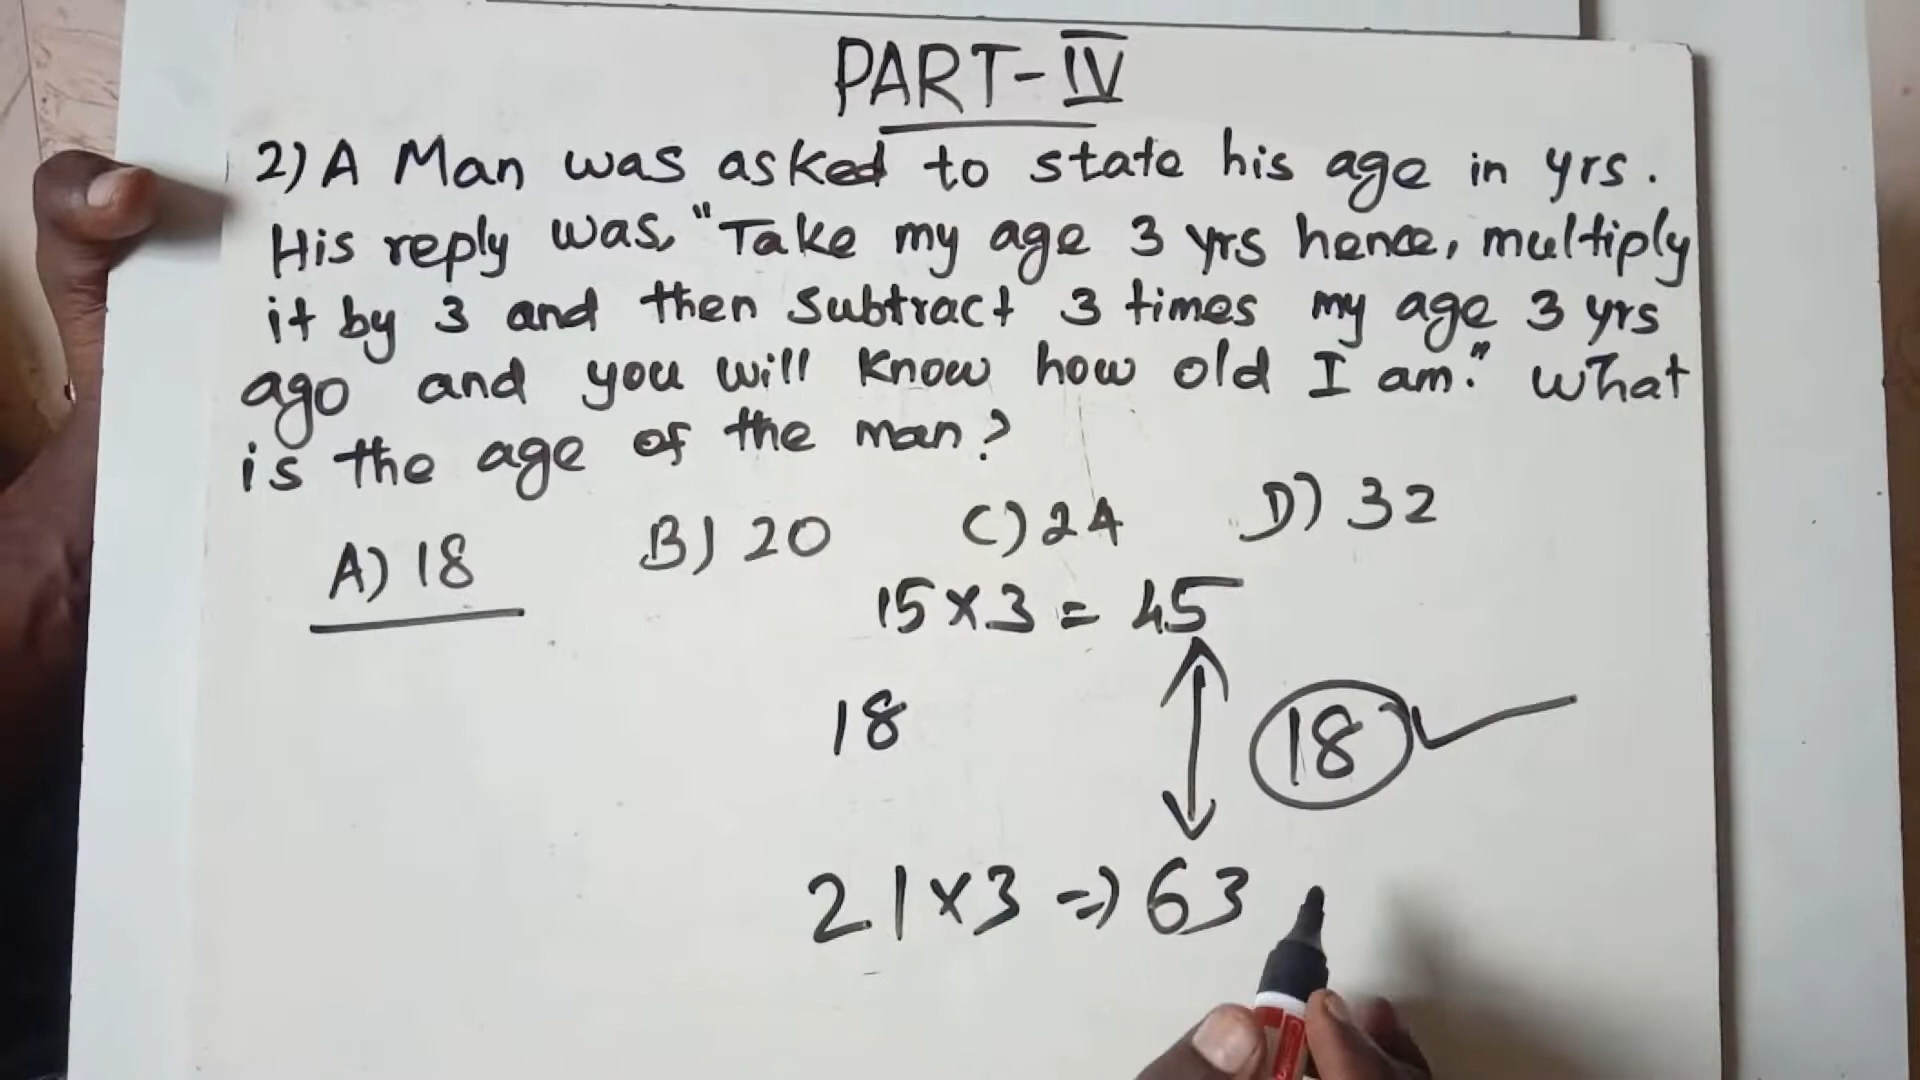 PART-IV
2) A Man was asked to state his age in yrs.
His reply was, "Take my age 3 yrs hence, multiply
it by 3 and then subtract 3 times my age 3 yrs
ago and you will know how old I am." What
is the age of the man?
A) 18 B) 20 C) 24 D) 32
15 × 3 = 45
18 18
21 × 3 => 63